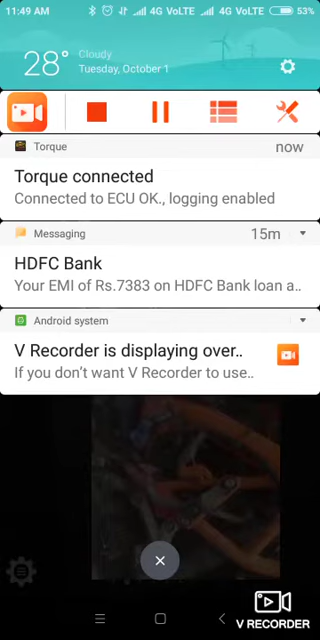 11:49 AM 4G VoLTE 4G VoLTE 53%
28° Cloudy
Tuesday, October 1
Torque now
Torque connected
Connected to ECU OK., logging enabled
Messaging 15m
HDFC Bank
Your EMI of Rs.7383 on HDFC Bank loan a..
Android system
V Recorder is displaying over..
If you don't want V Recorder to use..
V RECORDER